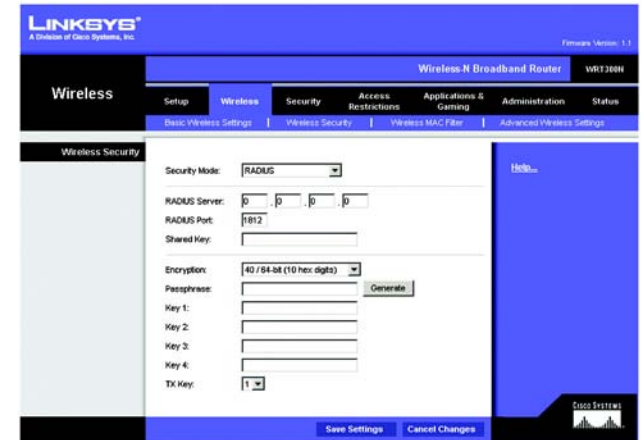 LINKSYS®
A Division of Cisco Systems, Inc.
Firmware Version: 1.1
Wireless-N Broadband Router WRT300N
Wireless
Setup Wireless Security Access Restrictions Applications & Gaming Administration Status
Basic Wireless Settings | Wireless Security | Wireless MAC Filter | Advanced Wireless Settings
Wireless Security
Help...
Security Mode: RADIUS
RADIUS Server: 0 . 0 . 0 . 0
RADIUS Port: 1812
Shared Key:
Encryption: 40 / 64-bit (10 hex digits)
Passphrase: Generate
Key 1:
Key 2:
Key 3:
Key 4:
TX Key: 1
CISCO SYSTEMS
Save Settings Cancel Changes